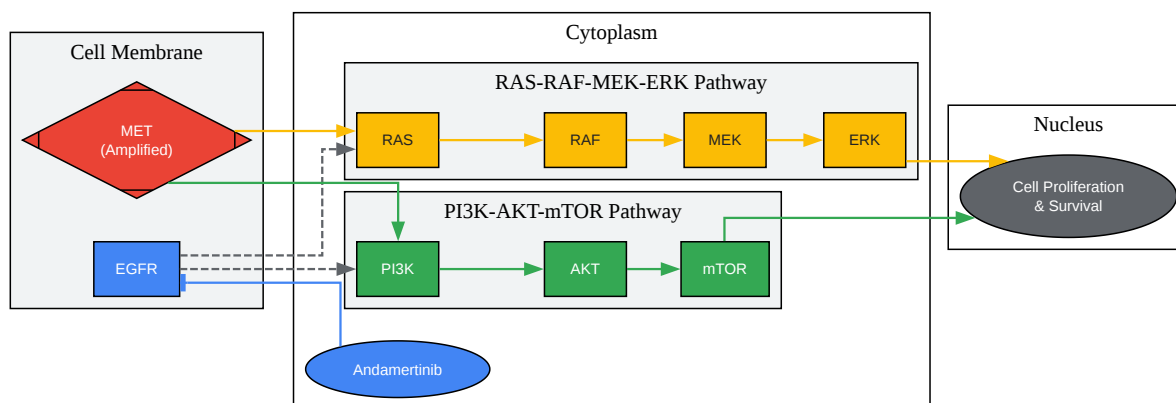 Cell Membrane
MET
(Amplified)
EGFR
Cytoplasm
RAS-RAF-MEK-ERK Pathway
RAS
RAF
MEK
ERK
PI3K-AKT-mTOR Pathway
PI3K
AKT
mTOR
Andamertinib
Nucleus
Cell Proliferation
& Survival